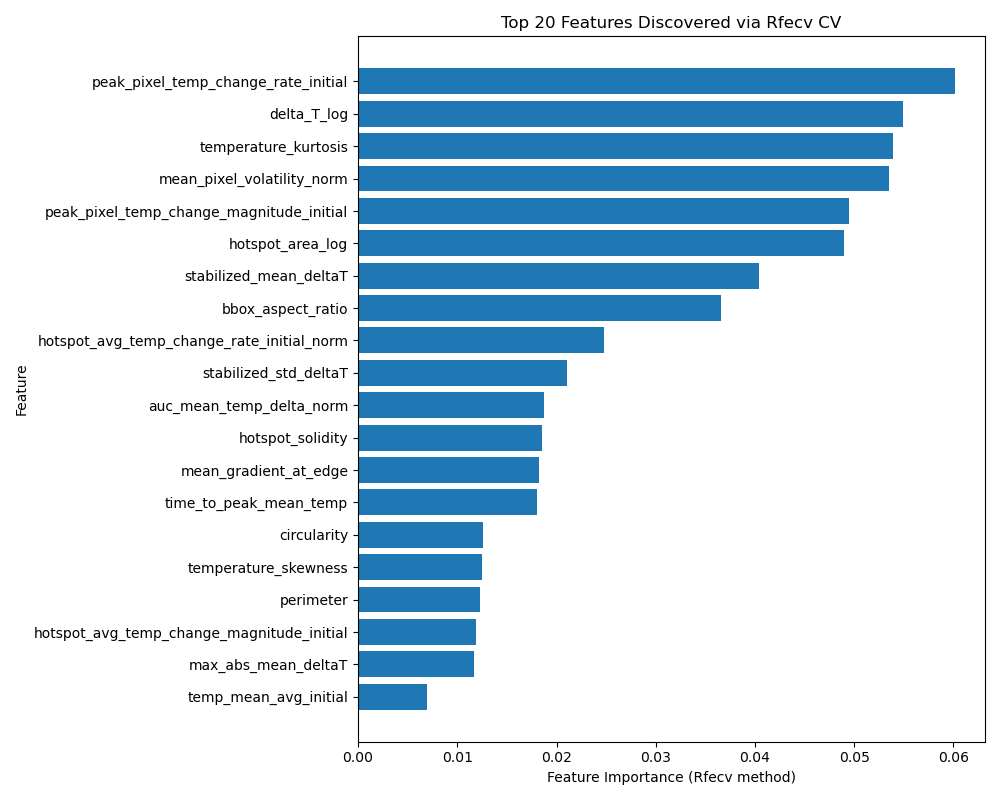 Top 20 Features Discovered via Rfecv CV
Feature
peak_pixel_temp_change_rate_initial
delta_T_log
temperature_kurtosis
mean_pixel_volatility_norm
peak_pixel_temp_change_magnitude_initial
hotspot_area_log
stabilized_mean_deltaT
bbox_aspect_ratio
hotspot_avg_temp_change_rate_initial_norm
stabilized_std_deltaT
auc_mean_temp_delta_norm
hotspot_solidity
mean_gradient_at_edge
time_to_peak_mean_temp
circularity
temperature_skewness
perimeter
hotspot_avg_temp_change_magnitude_initial
max_abs_mean_deltaT
temp_mean_avg_initial
0.00 0.01 0.02 0.03 0.04 0.05 0.06
Feature Importance (Rfecv method)